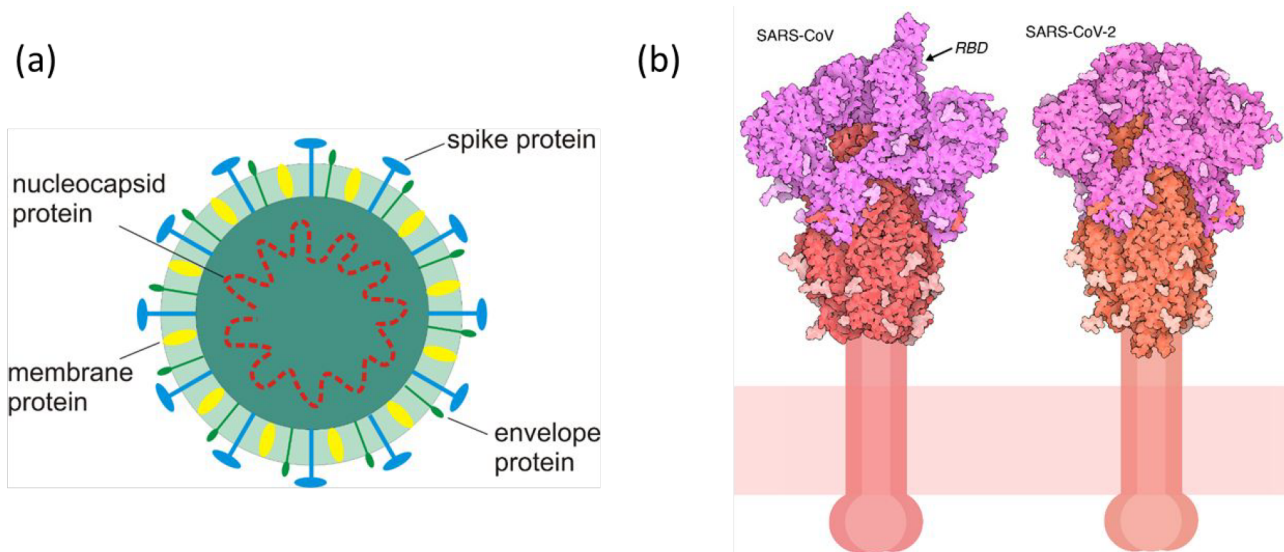 (a)
spike protein
nucleocapsid
protein
membrane
protein
envelope
protein
(b)
SARS-CoV
RBD
SARS-CoV-2